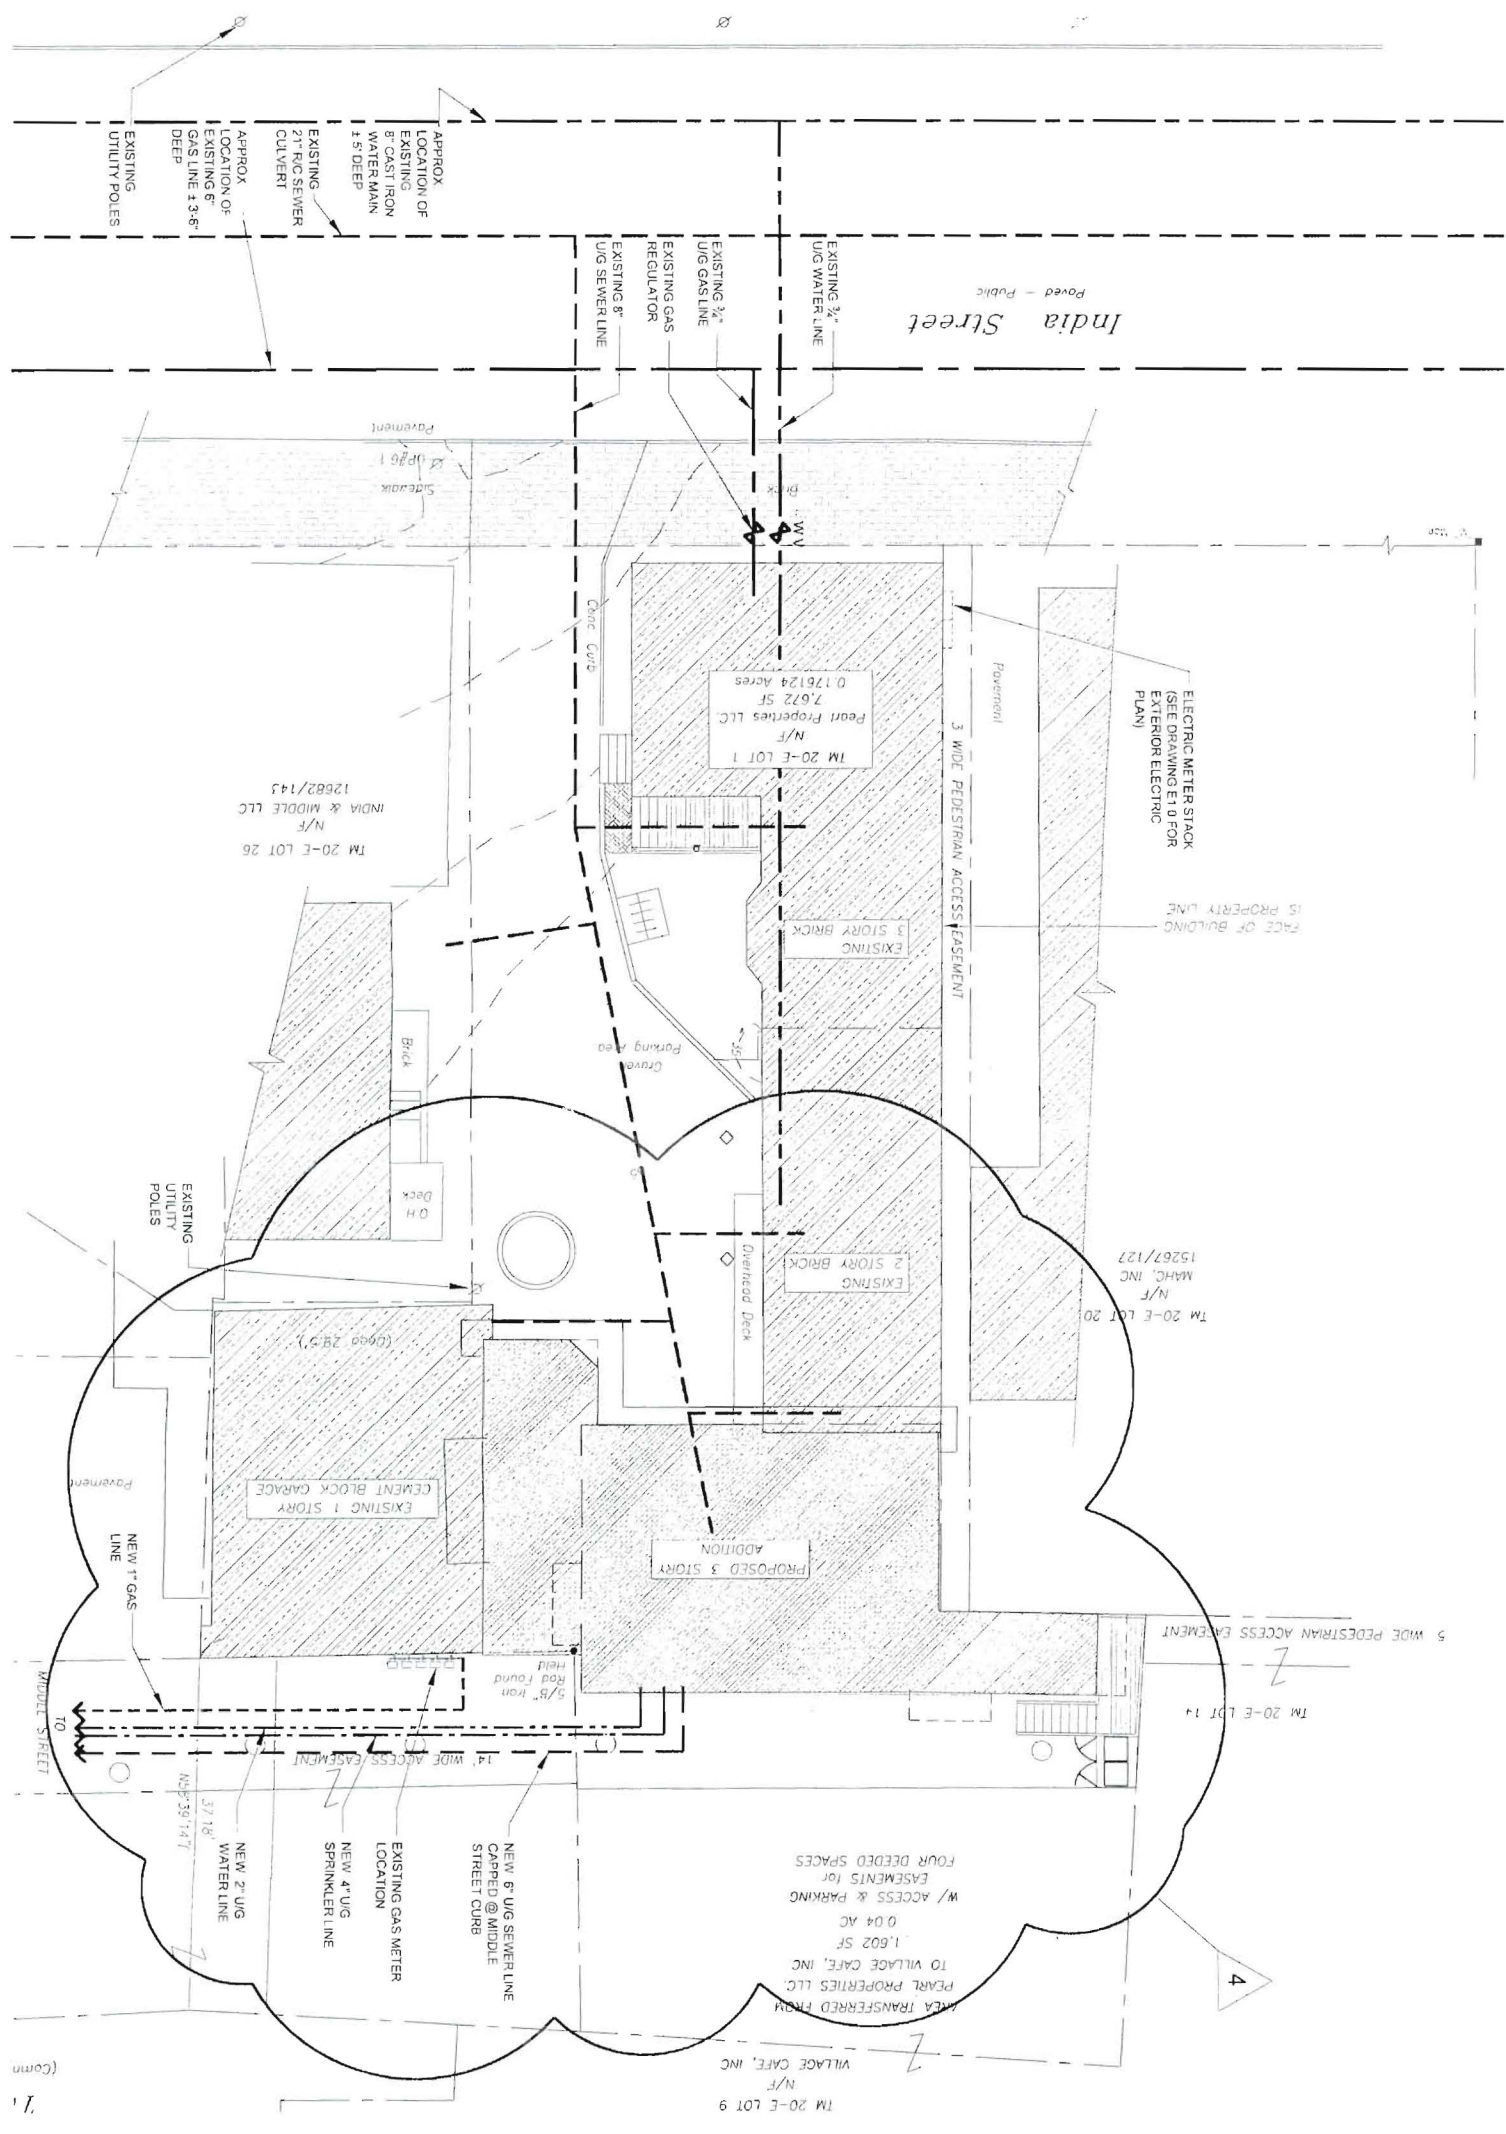 EXISTING
UTILITY POLES
APPROX
LOCATION OF
EXISTING 6"
GAS LINE ± 3'-6"
DEEP
EXISTING
21" R/C SEWER
CULVERT
APPROX
LOCATION OF
EXISTING
8" CAST IRON
WATER MAIN
± 5' DEEP
EXISTING 8"
U/G SEWER LINE
EXISTING GAS
REGULATOR
EXISTING ¾"
U/G GAS LINE
EXISTING ¾"
U/G WATER LINE
India Street
Paved - Public
Pavement
Sidewalk
Brick
W V
Conc Curb
TM 20-E LOT 1
N/F
Pearl Properties LLC.
7,672 SF
0.176124 Acres
Pavement
3 WIDE PEDESTRIAN ACCESS EASEMENT
ELECTRIC METER STACK
(SEE DRAWING E1 0 FOR
EXTERIOR ELECTRIC
PLAN)
FACE OF BUILDING
IS PROPERTY LINE
TM 20-E LOT 26
N/F
INDIA & MIDDLE LLC
12682/143
EXISTING
3 STORY BRICK
Gravel
Parking Area
Brick
O.H
Deck
EXISTING
UTILITY
POLES
Overhead Deck
EXISTING
2 STORY BRICK
TM 20-E LOT 20
N/F
MAHC, INC
15267/127
(Deed 29.5')
EXISTING 1 STORY
CEMENT BLOCK GARAGE
Pavement
PROPOSED 3 STORY
ADDITION
NEW 1" GAS
LINE
5/8" Iron
Rod Found
Held
5 WIDE PEDESTRIAN ACCESS EASEMENT
TM 20-E LOT 14
TO
MIDDLE STREET
14' WIDE ACCESS EASEMENT
37.18'
NEW 2" U/G
WATER LINE
NEW 4" U/G
SPRINKLER LINE
EXISTING GAS METER
LOCATION
NEW 6" U/G SEWER LINE
CAPPED @ MIDDLE
STREET CURB
AREA TRANSFERRED FROM
PEARL PROPERTIES LLC.
TO VILLAGE CAFE, INC
1,602 SF
0.04 AC
W/ ACCESS & PARKING
EASEMENTS for
FOUR DEEDED SPACES
4
TM 20-E LOT 9
N/F
VILLAGE CAFE, INC